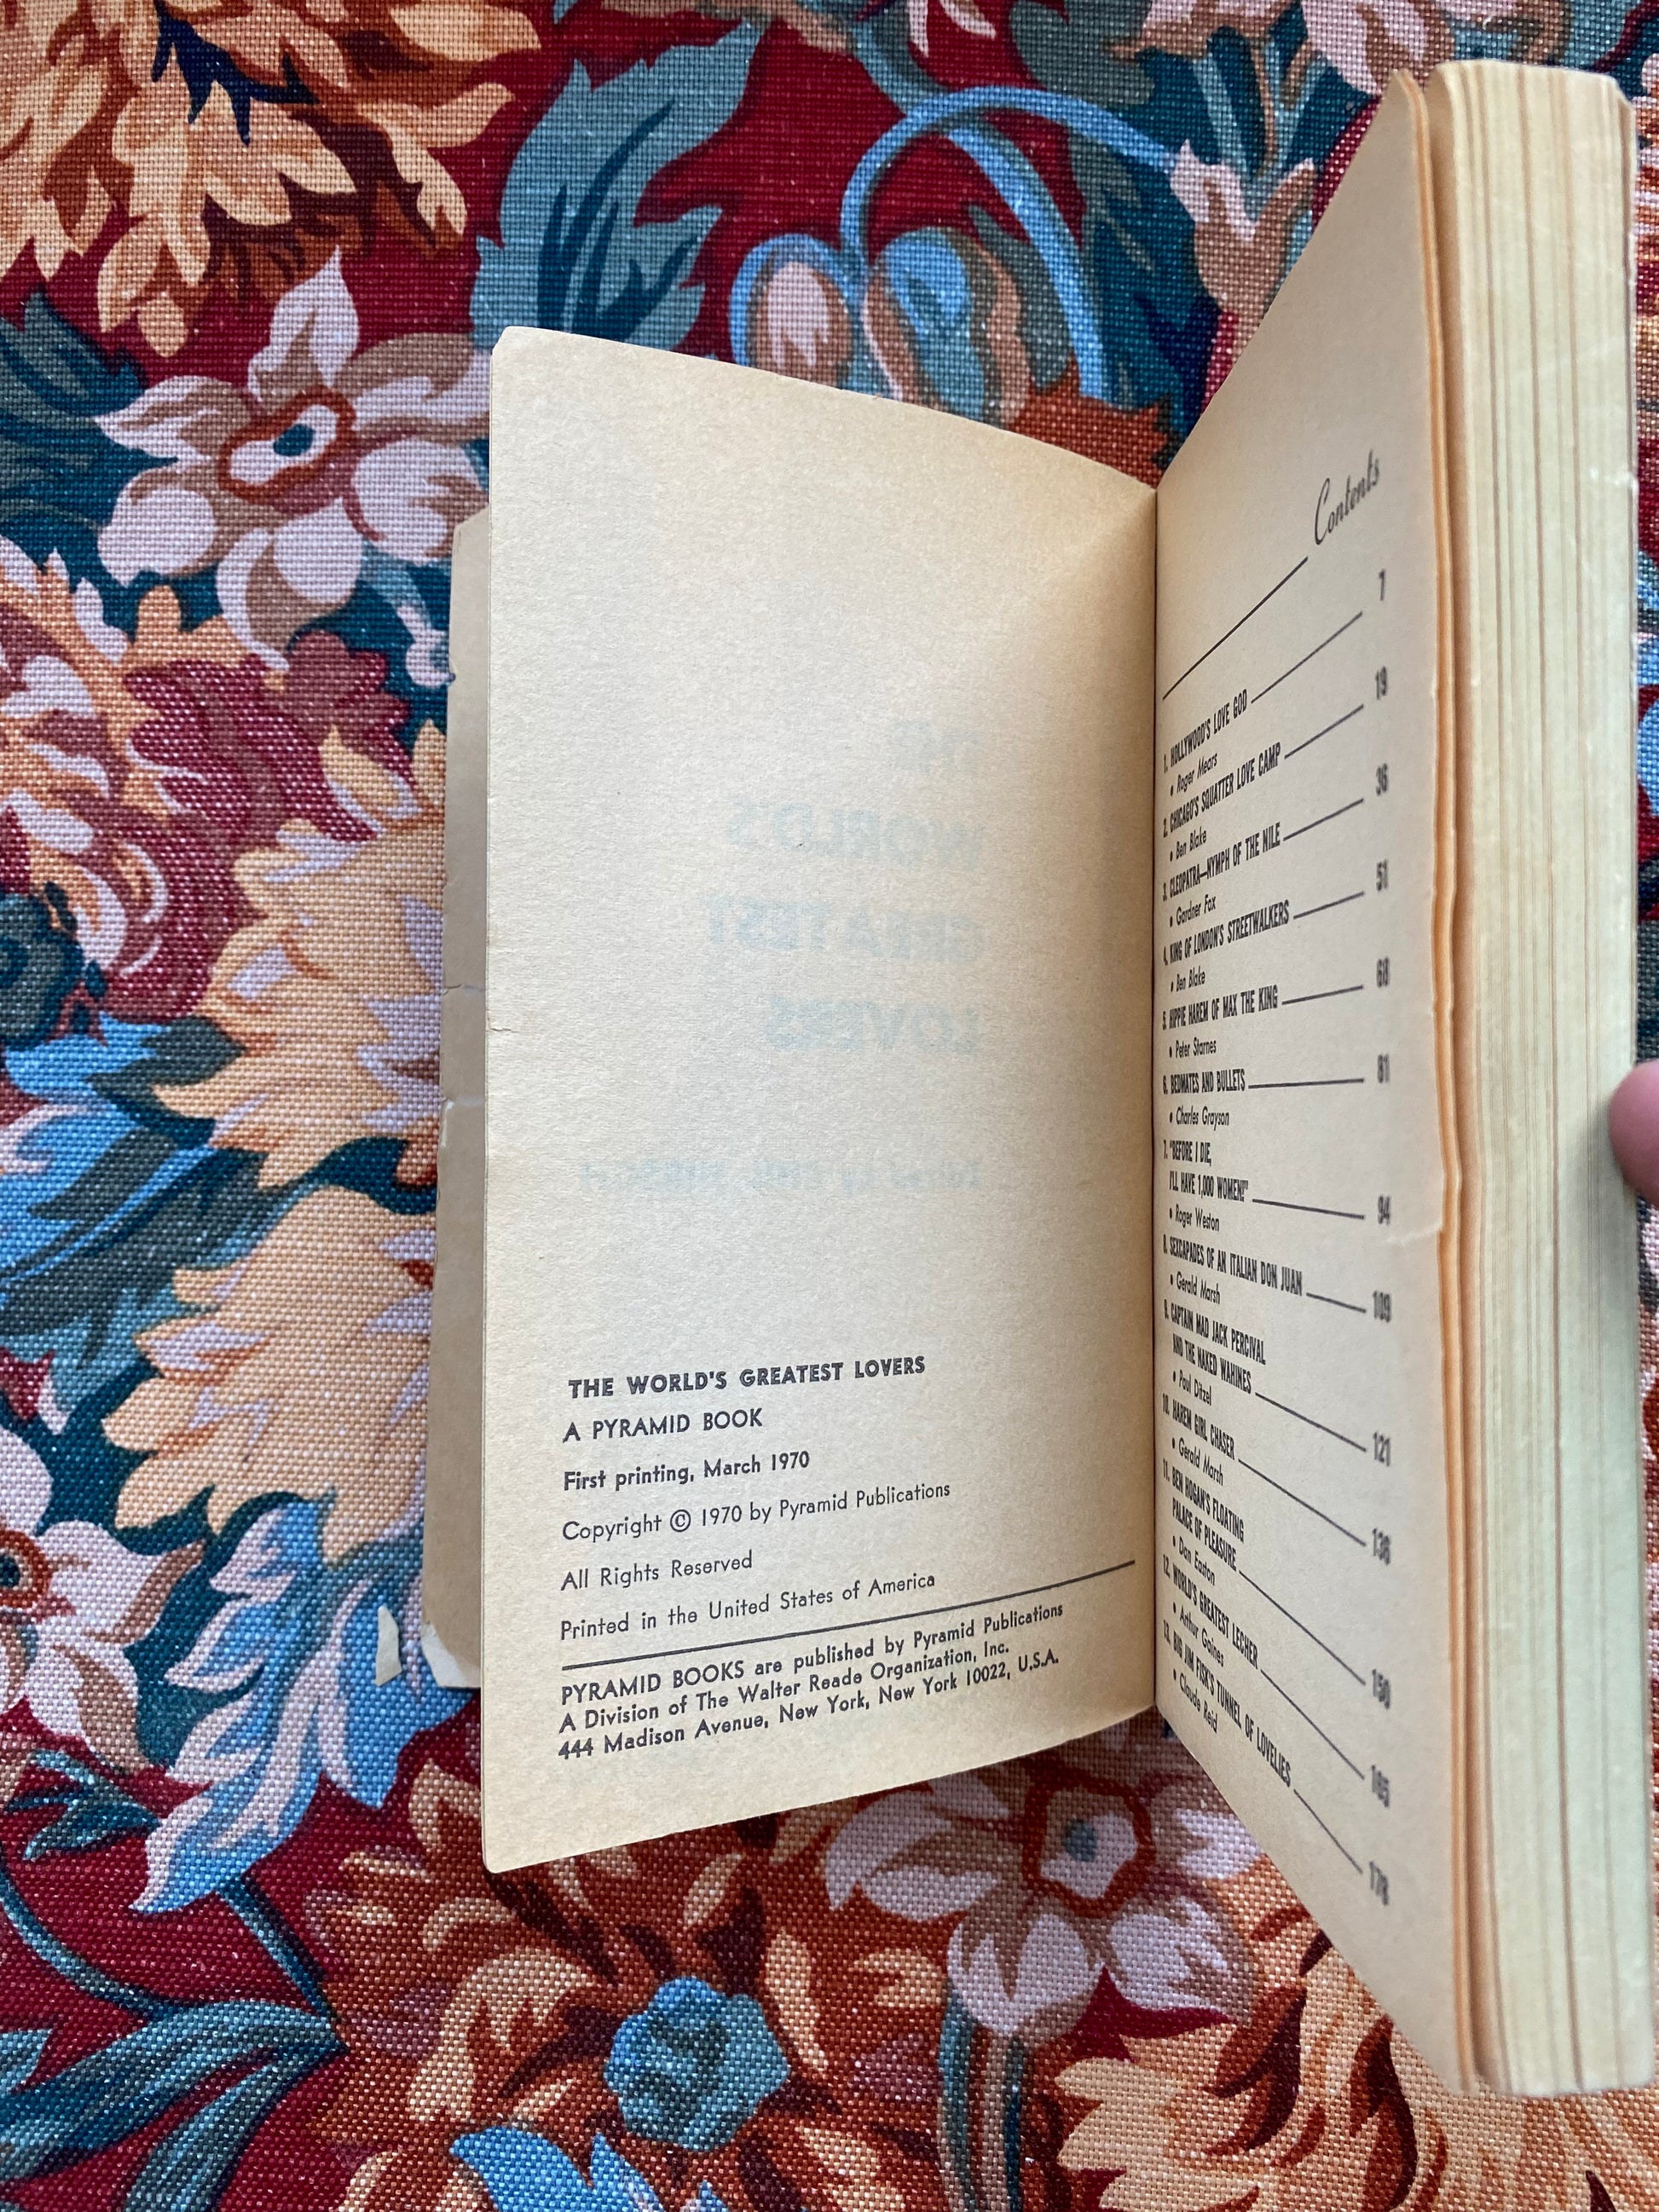 THE WORLD'S GREATEST LOVERS
A PYRAMID BOOK
First printing, March 1970
Copyright © 1970 by Pyramid Publications
All Rights Reserved
Printed in the United States of America
PYRAMID BOOKS are published by Pyramid Publications
A Division of The Walter Reade Organization, Inc.
444 Madison Avenue, New York, New York 10022, U.S.A.
Contents
1. HOLLYWOOD'S LOVE GOD 7
• Roger Mears
2. CHICAGO'S SQUATTER LOVE CAMP 19
• Ben Blake
3. CLEOPATRA—NYMPH OF THE NILE 36
• Gardner Fox
4. KING OF LONDON'S STREETWALKERS 51
• Ben Blake
5. HIPPIE HAREM OF MAX THE KING 68
• Peter Starnes
6. BEDMATES AND BULLETS 81
• Charles Grayson
7. "BEFORE I DIE,
I'LL HAVE 1,000 WOMEN!" 94
• Roger Weston
8. SEXCAPADES OF AN ITALIAN DON JUAN 109
• Gerald Marsh
9. CAPTAIN MAD JACK PERCIVAL
AND THE NAKED WAHINES 121
• Paul Ditzel
10. HAREM GIRL CHASER 136
• Gerald Marsh
11. BEN HOGAN'S FLOATING
PALACE OF PLEASURE 150
• Dan Easton
12. WORLD'S GREATEST LECHER 165
• Arthur Gaines
13. BIG JIM FISK'S TUNNEL OF LOVELIES 178
• Claude Reid